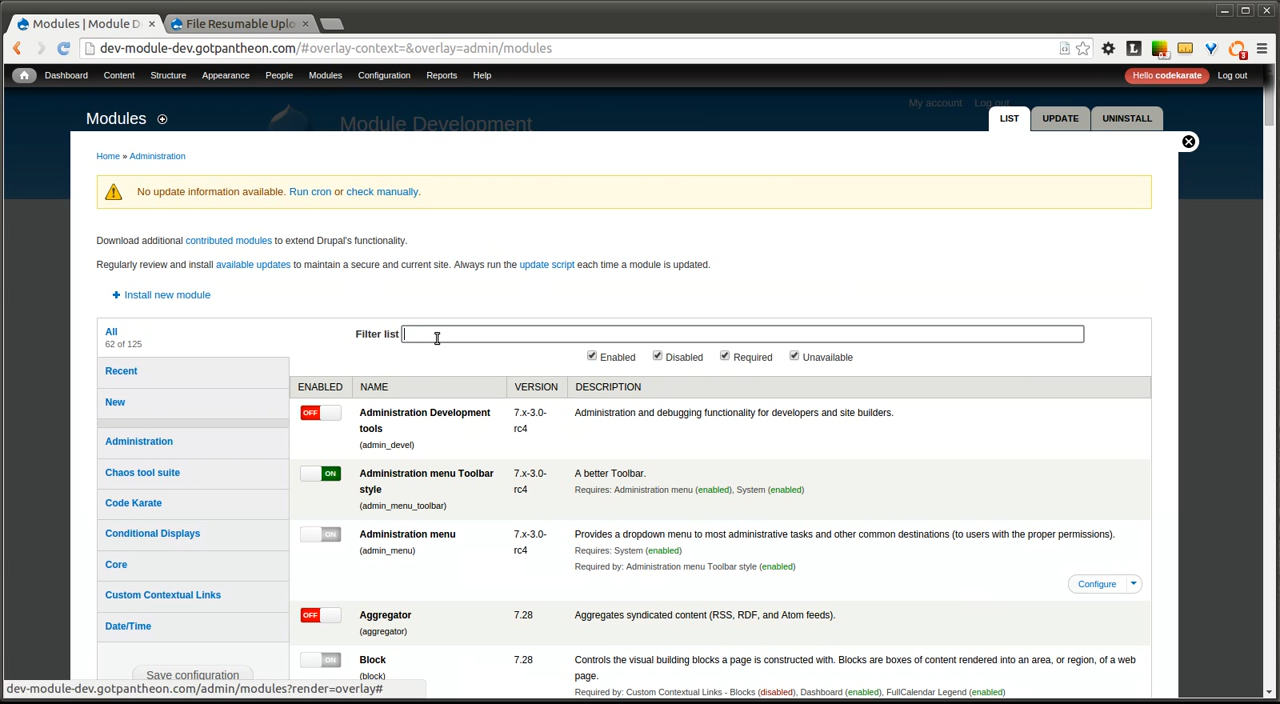 Modules | Module D
File Resumable Uplo
dev-module-dev.gotpantheon.com/#overlay-context=&overlay=admin/modules
L
3
Dashboard Content Structure Appearance People Modules Configuration Reports Help
Hello codekarate Log out
My account Log out
Module Development
Modules
LIST UPDATE UNINSTALL
Home » Administration
No update information available. Run cron or check manually.
Download additional contributed modules to extend Drupal's functionality.
Regularly review and install available updates to maintain a secure and current site. Always run the update script each time a module is updated.
+ Install new module
All
62 of 125
Recent
New
Administration
Chaos tool suite
Code Karate
Conditional Displays
Core
Custom Contextual Links
Date/Time
Save configuration
Filter list
Enabled Disabled Required Unavailable
ENABLED NAME VERSION DESCRIPTION
OFF Administration Development 7.x-3.0- Administration and debugging functionality for developers and site builders.
tools rc4
(admin_devel)
ON Administration menu Toolbar 7.x-3.0- A better Toolbar.
style rc4 Requires: Administration menu (enabled), System (enabled)
(admin_menu_toolbar)
ON Administration menu 7.x-3.0- Provides a dropdown menu to most administrative tasks and other common destinations (to users with the proper permissions).
(admin_menu) rc4 Requires: System (enabled)
Required by: Administration menu Toolbar style (enabled)
Configure
OFF Aggregator 7.28 Aggregates syndicated content (RSS, RDF, and Atom feeds).
(aggregator)
ON Block 7.28 Controls the visual building blocks a page is constructed with. Blocks are boxes of content rendered into an area, or region, of a web
(block) page.
Required by: Custom Contextual Links - Blocks (disabled), Dashboard (enabled), FullCalendar Legend (enabled)
dev-module-dev.gotpantheon.com/admin/modules?render=overlay#